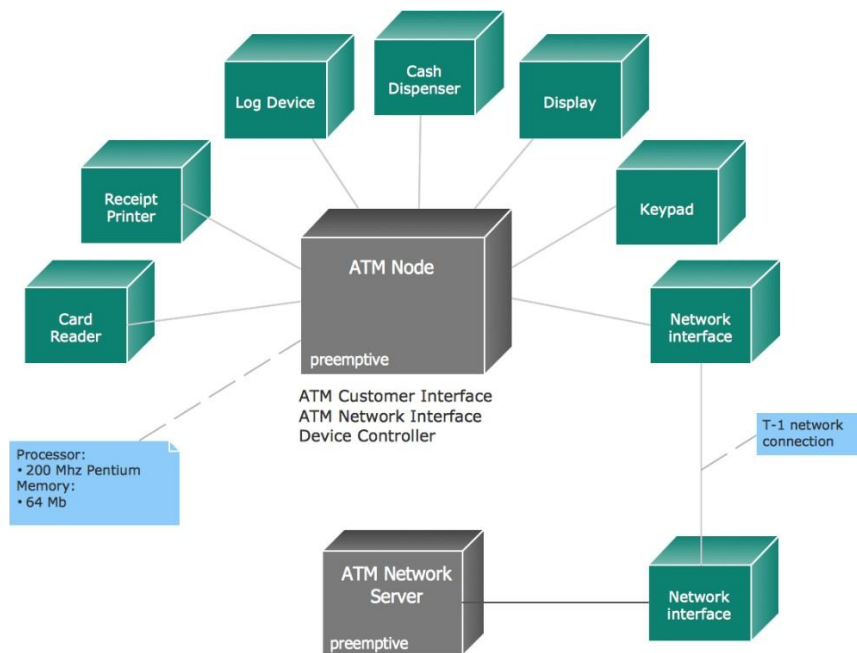 Cash
Dispenser
Log Device
Display
Receipt
Printer
Keypad
ATM Node
preemptive
Card
Reader
Network
interface
ATM Customer Interface
ATM Network Interface
Device Controller
T-1 network
connection
Processor:
• 200 Mhz Pentium
Memory:
• 64 Mb
ATM Network
Server
preemptive
Network
interface